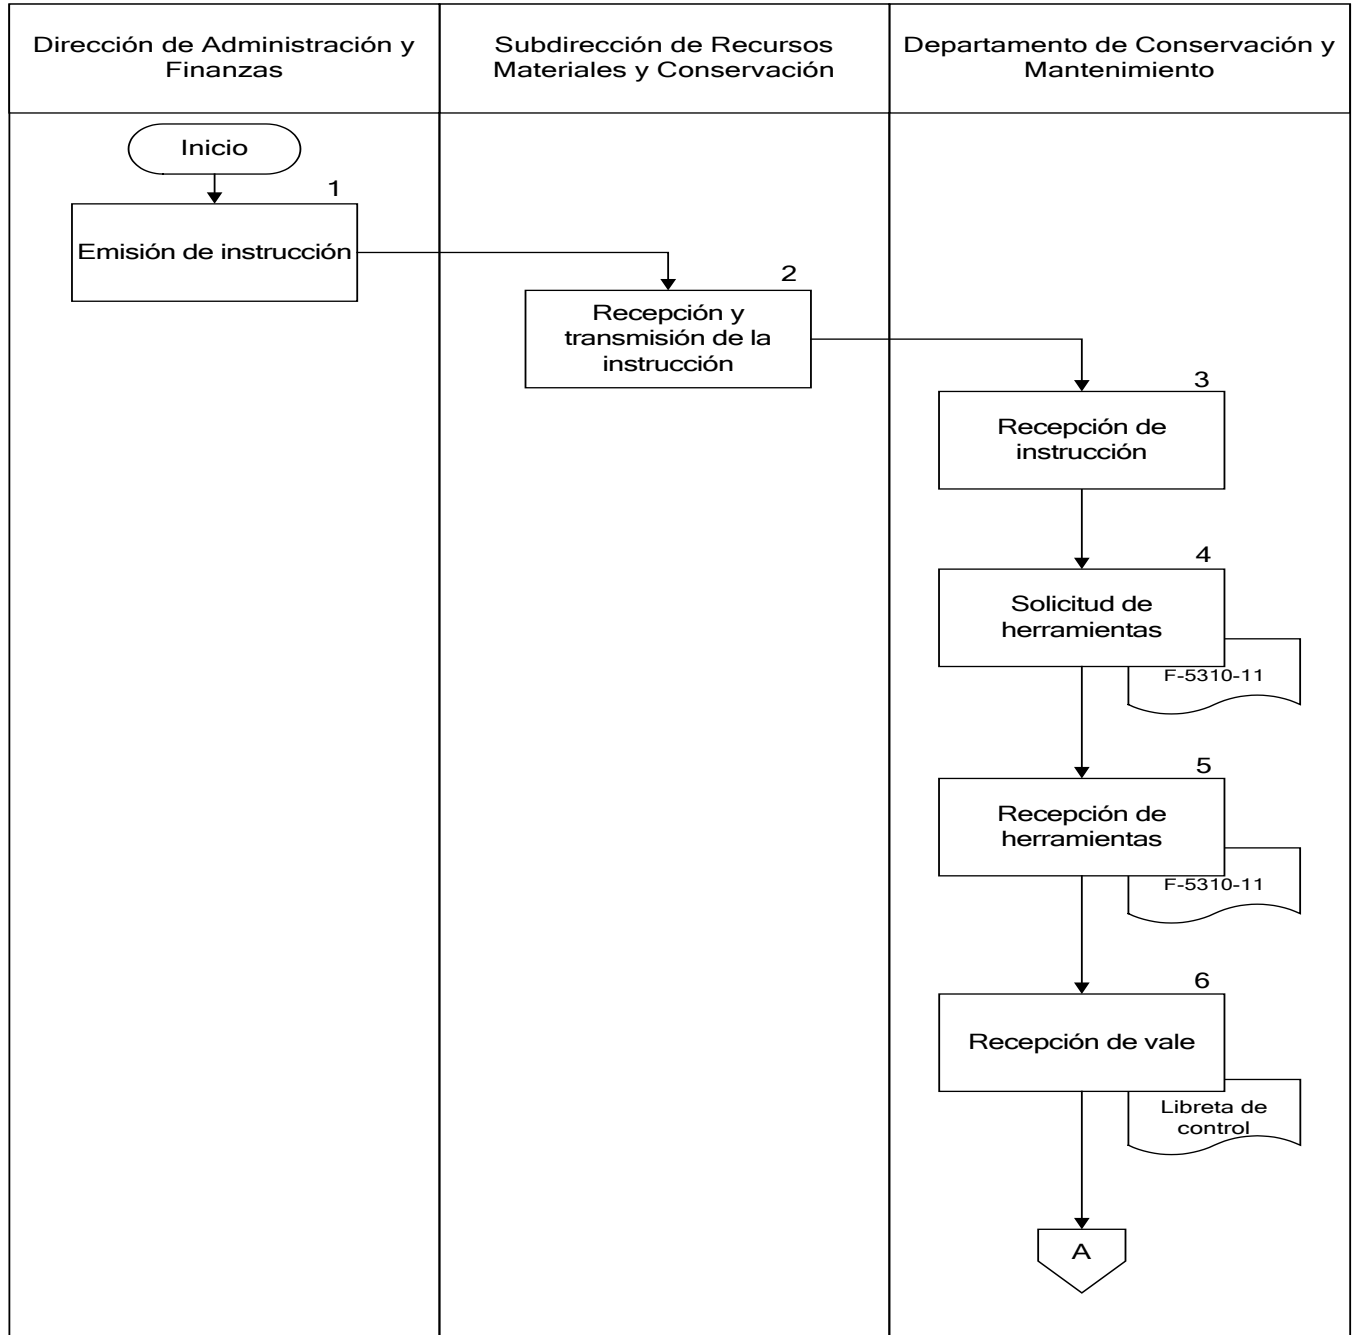 Dirección de Administración y
Finanzas
Subdirección de Recursos
Materiales y Conservación
Departamento de Conservación y
Mantenimiento
Inicio
1
Emisión de instrucción
2
Recepción y
transmisión de la
instrucción
3
Recepción de
instrucción
4
Solicitud de
herramientas
F-5310-11
5
Recepción de
herramientas
F-5310-11
6
Recepción de vale
Libreta de
control
A